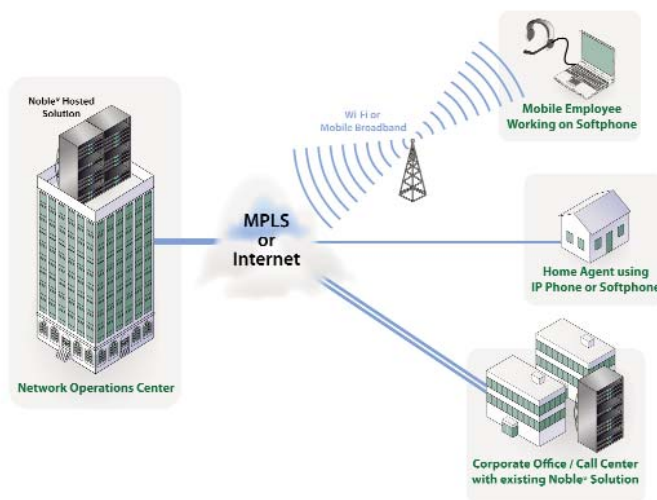 Noble® Hosted
Solution
Network Operations Center
MPLS
or
Internet
Wi Fi or
Mobile Broadband
Mobile Employee
Working on Softphone
Home Agent using
IP Phone or Softphone
Corporate Office / Call Center
with existing Noble® Solution